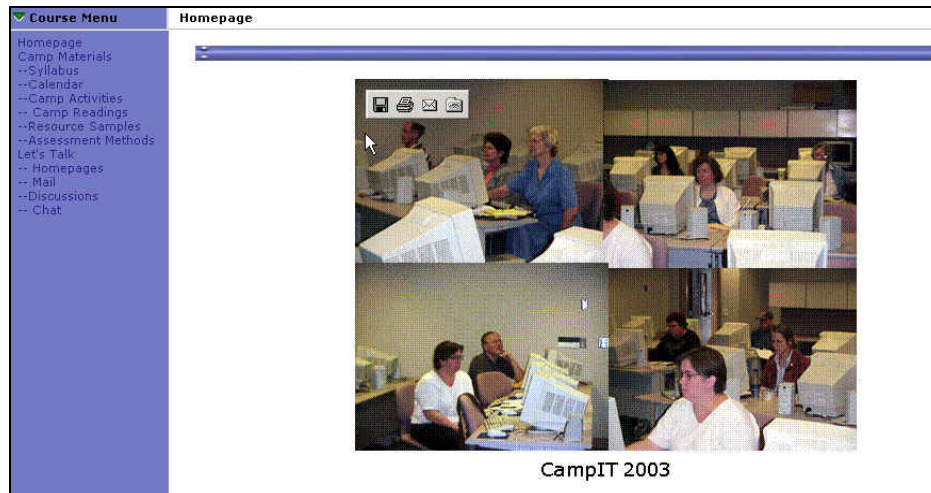 Course Menu
Homepage
Homepage
Camp Materials
--Syllabus
--Calendar
--Camp Activities
-- Camp Readings
--Resource Samples
--Assessment Methods
Let's Talk
-- Homepages
-- Mail
--Discussions
-- Chat
CampIT 2003